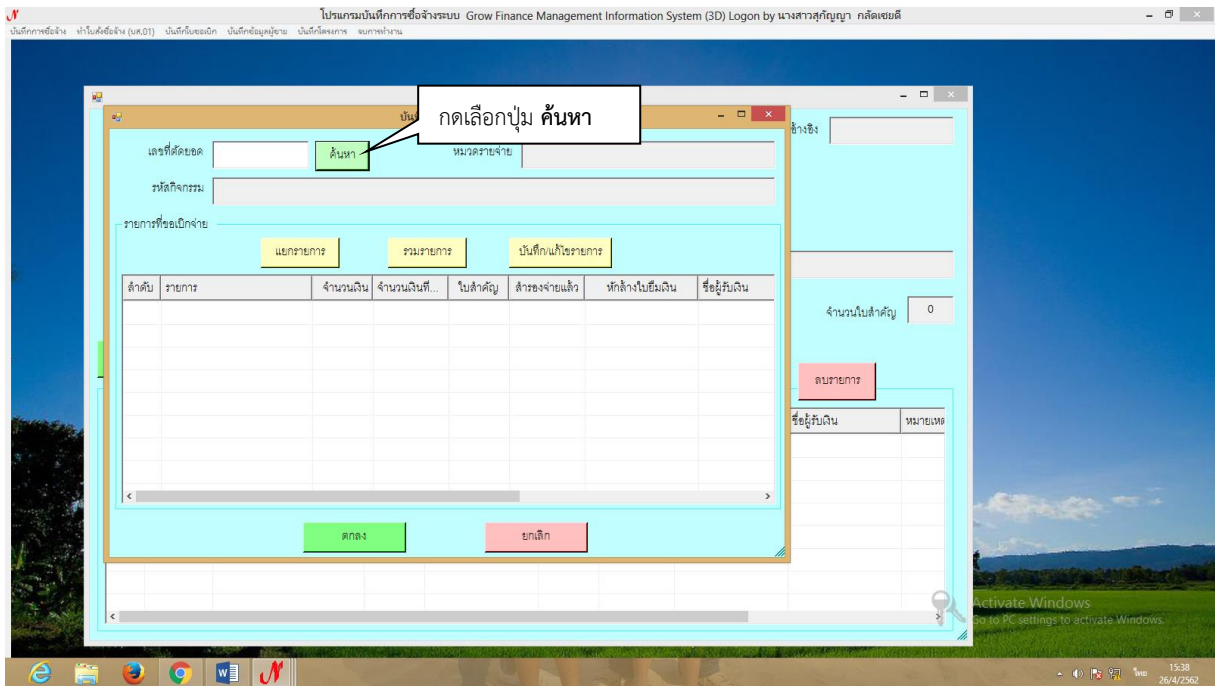 โปรแกรมบันทึกการซื้อจ้างระบบ Grow Finance Management Information System (3D) Logon by นางสาวสุกัญญา กลัดเซยดี
บันทึกการซื้อจ้าง ทำใบสั่งซื้อจ้าง (บส.01) บันทึกใบขอเบิก บันทึกข้อมูลผู้ขาย บันทึกโครงการ จบการทำงาน
กดเลือกปุ่ม ค้นหา
เลขที่ตัดยอด ค้นหา หมวดรายจ่าย
รหัสกิจกรรม
รายการที่ขอเบิกจ่าย
แยกรายการ รวมรายการ บันทึก/แก้ไขรายการ
ลำดับ รายการ จำนวนเงิน จำนวนเงินที่... ใบสำคัญ สำรองจ่ายแล้ว หักล้างใบยืมเงิน ชื่อผู้รับเงิน
จำนวนใบสำคัญ 0
ลบรายการ
ชื่อผู้รับเงิน หมายเหต
ตกลง ยกเลิก
Activate Windows
Go to PC settings to activate Windows.
ไทย 15:38
26/4/2562